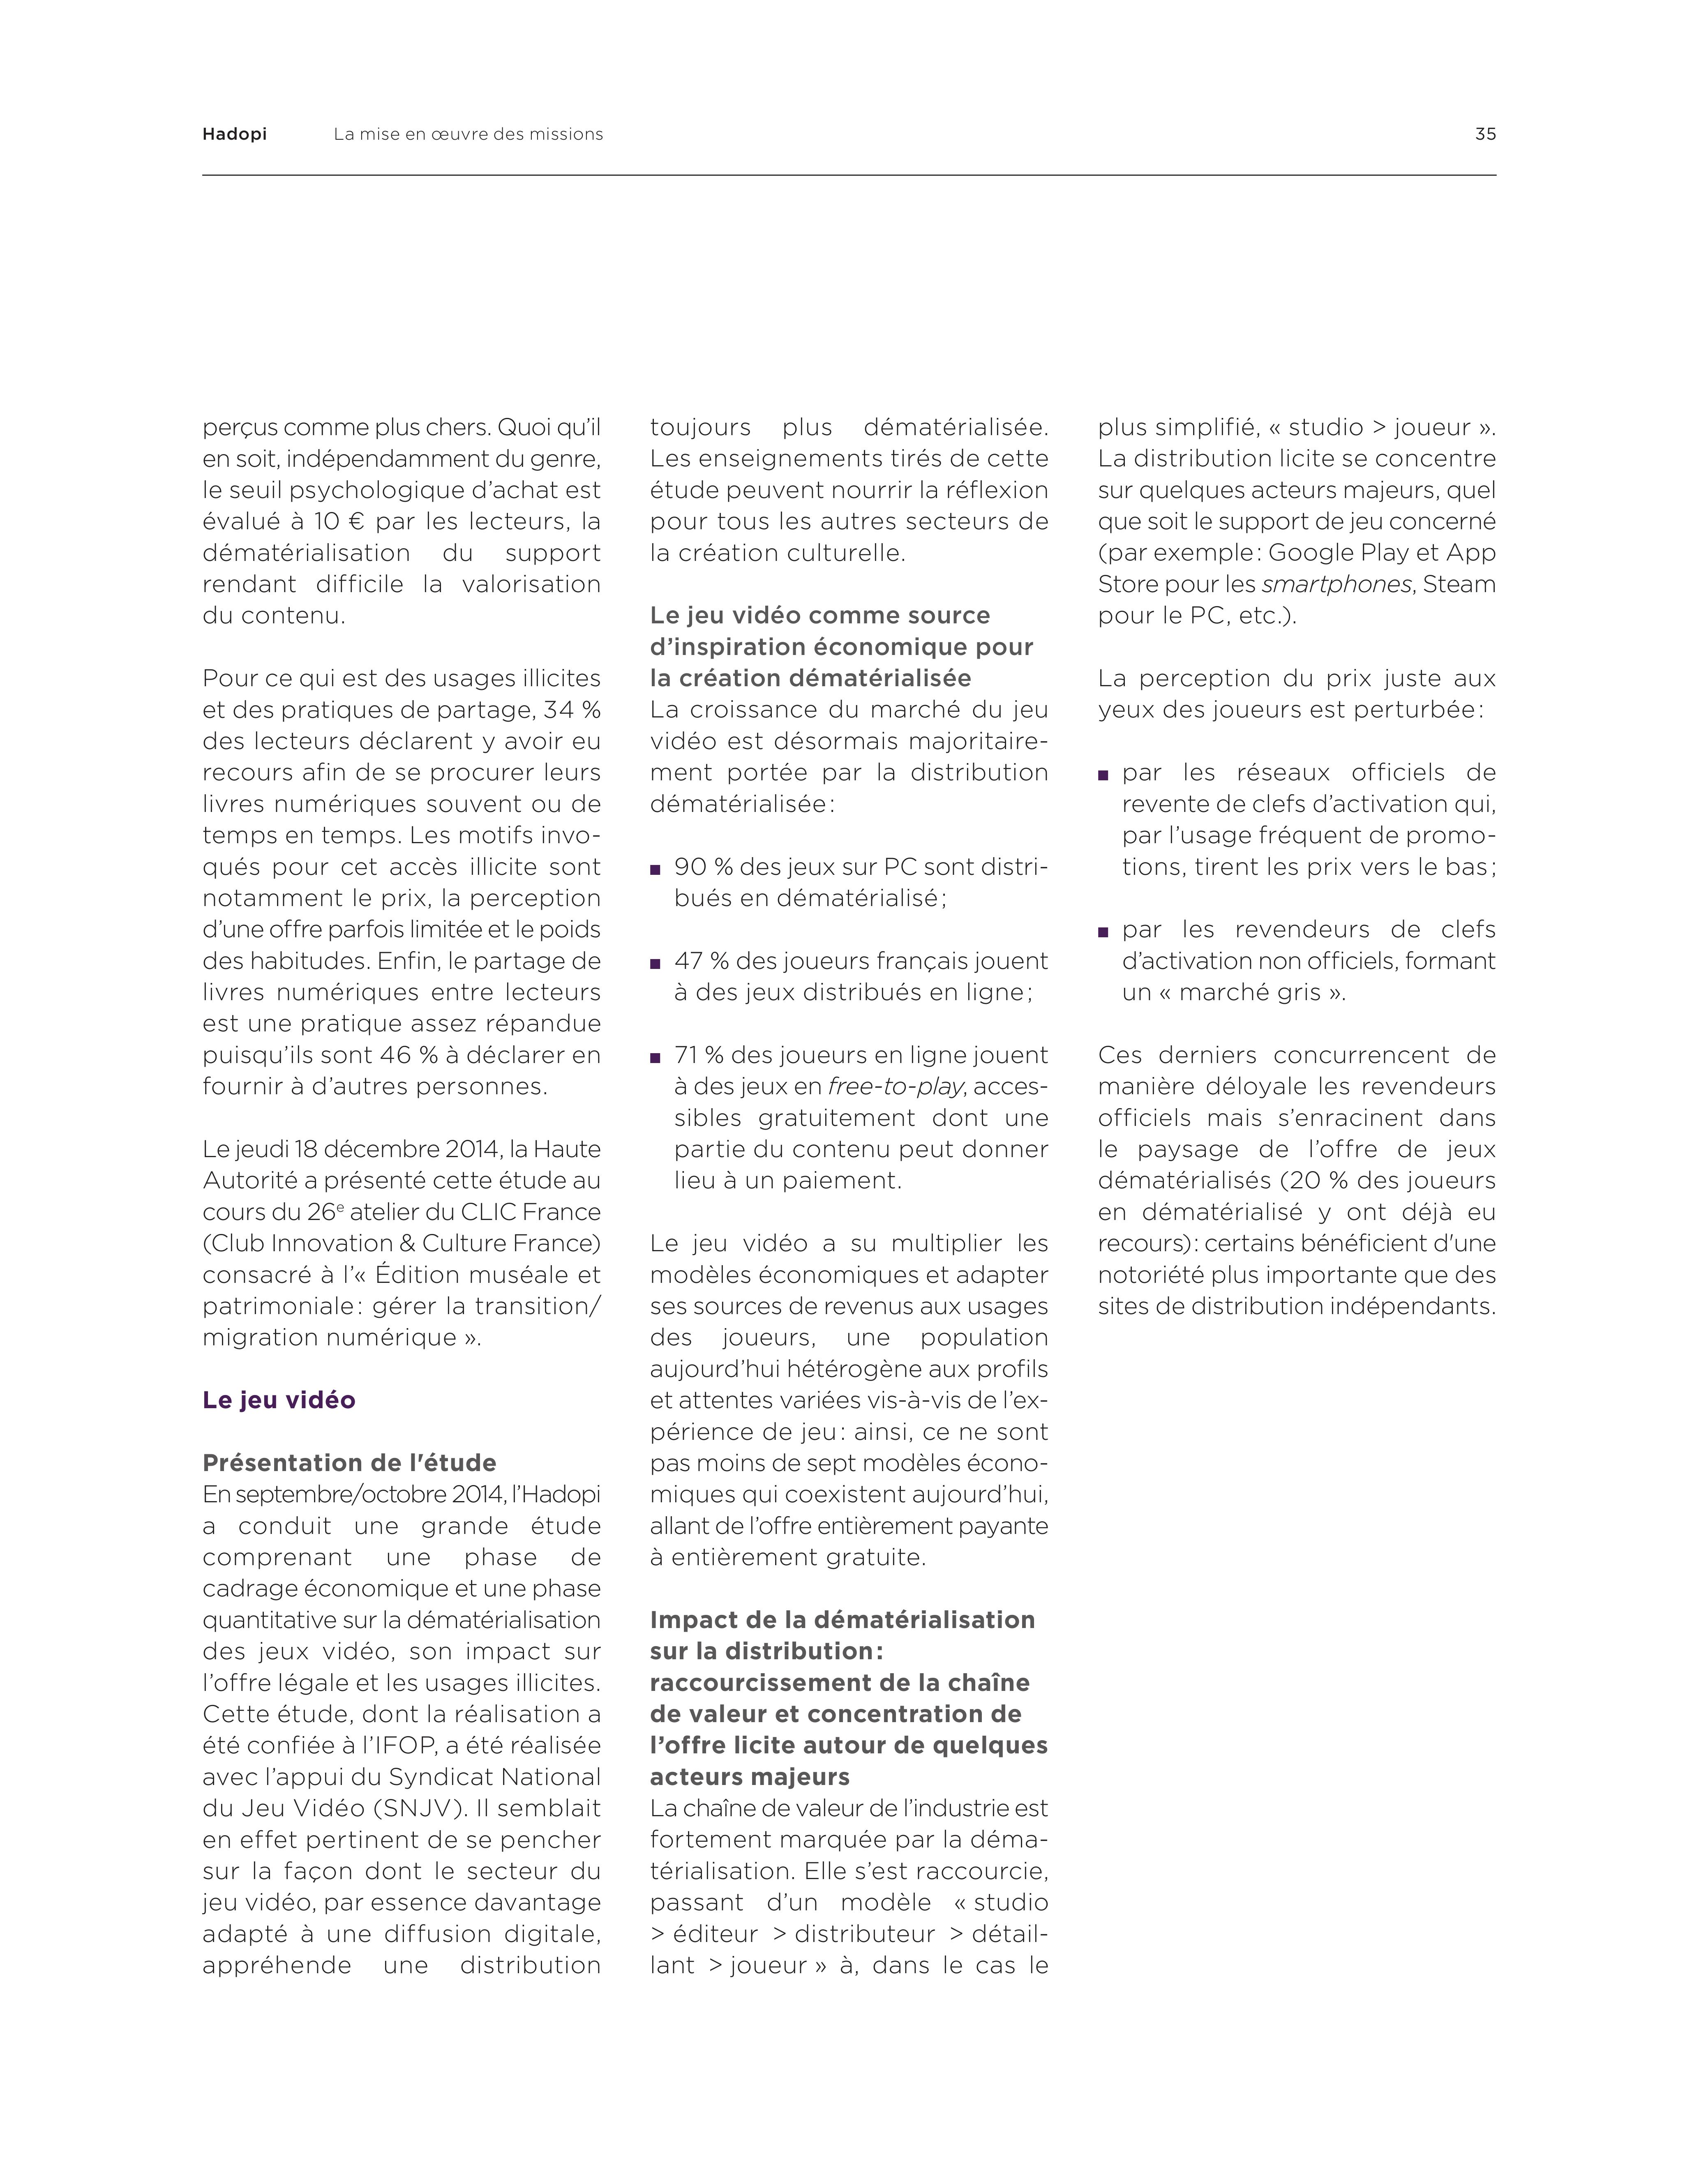 Hadopi La mise en œuvre des missions 35
perçus comme plus chers. Quoi qu’il
en soit, indépendamment du genre,
le seuil psychologique d’achat est
évalué à 10 € par les lecteurs, la
dématérialisation du support
rendant difficile la valorisation
du contenu.
Pour ce qui est des usages illicites
et des pratiques de partage, 34 %
des lecteurs déclarent y avoir eu
recours afin de se procurer leurs
livres numériques souvent ou de
temps en temps. Les motifs invo-
qués pour cet accès illicite sont
notamment le prix, la perception
d’une offre parfois limitée et le poids
des habitudes. Enfin, le partage de
livres numériques entre lecteurs
est une pratique assez répandue
puisqu’ils sont 46 % à déclarer en
fournir à d’autres personnes.
Le jeudi 18 décembre 2014, la Haute
Autorité a présenté cette étude au
cours du 26e atelier du CLIC France
(Club Innovation & Culture France)
consacré à l’« Édition muséale et
patrimoniale : gérer la transition/
migration numérique ».
Le jeu vidéo
Présentation de l'étude
En septembre/octobre 2014, l’Hadopi
a conduit une grande étude
comprenant une phase de
cadrage économique et une phase
quantitative sur la dématérialisation
des jeux vidéo, son impact sur
l’offre légale et les usages illicites.
Cette étude, dont la réalisation a
été confiée à l’IFOP, a été réalisée
avec l’appui du Syndicat National
du Jeu Vidéo (SNJV). Il semblait
en effet pertinent de se pencher
sur la façon dont le secteur du
jeu vidéo, par essence davantage
adapté à une diffusion digitale,
appréhende une distribution
toujours plus dématérialisée.
Les enseignements tirés de cette
étude peuvent nourrir la réflexion
pour tous les autres secteurs de
la création culturelle.
Le jeu vidéo comme source
d’inspiration économique pour
la création dématérialisée
La croissance du marché du jeu
vidéo est désormais majoritaire-
ment portée par la distribution
dématérialisée :
■ 90 % des jeux sur PC sont distri-
bués en dématérialisé ;
■ 47 % des joueurs français jouent
à des jeux distribués en ligne ;
■ 71 % des joueurs en ligne jouent
à des jeux en free-to-play, acces-
sibles gratuitement dont une
partie du contenu peut donner
lieu à un paiement.
Le jeu vidéo a su multiplier les
modèles économiques et adapter
ses sources de revenus aux usages
des joueurs, une population
aujourd’hui hétérogène aux profils
et attentes variées vis-à-vis de l’ex-
périence de jeu : ainsi, ce ne sont
pas moins de sept modèles écono-
miques qui coexistent aujourd’hui,
allant de l’offre entièrement payante
à entièrement gratuite.
Impact de la dématérialisation
sur la distribution :
raccourcissement de la chaîne
de valeur et concentration de
l’offre licite autour de quelques
acteurs majeurs
La chaîne de valeur de l’industrie est
fortement marquée par la déma-
térialisation. Elle s’est raccourcie,
passant d’un modèle « studio
> éditeur > distributeur > détail-
lant > joueur » à, dans le cas le
plus simplifié, « studio > joueur ».
La distribution licite se concentre
sur quelques acteurs majeurs, quel
que soit le support de jeu concerné
(par exemple : Google Play et App
Store pour les smartphones, Steam
pour le PC, etc.).
La perception du prix juste aux
yeux des joueurs est perturbée :
■ par les réseaux officiels de
revente de clefs d’activation qui,
par l’usage fréquent de promo-
tions, tirent les prix vers le bas ;
■ par les revendeurs de clefs
d’activation non officiels, formant
un « marché gris ».
Ces derniers concurrencent de
manière déloyale les revendeurs
officiels mais s’enracinent dans
le paysage de l’offre de jeux
dématérialisés (20 % des joueurs
en dématérialisé y ont déjà eu
recours) : certains bénéficient d'une
notoriété plus importante que des
sites de distribution indépendants.